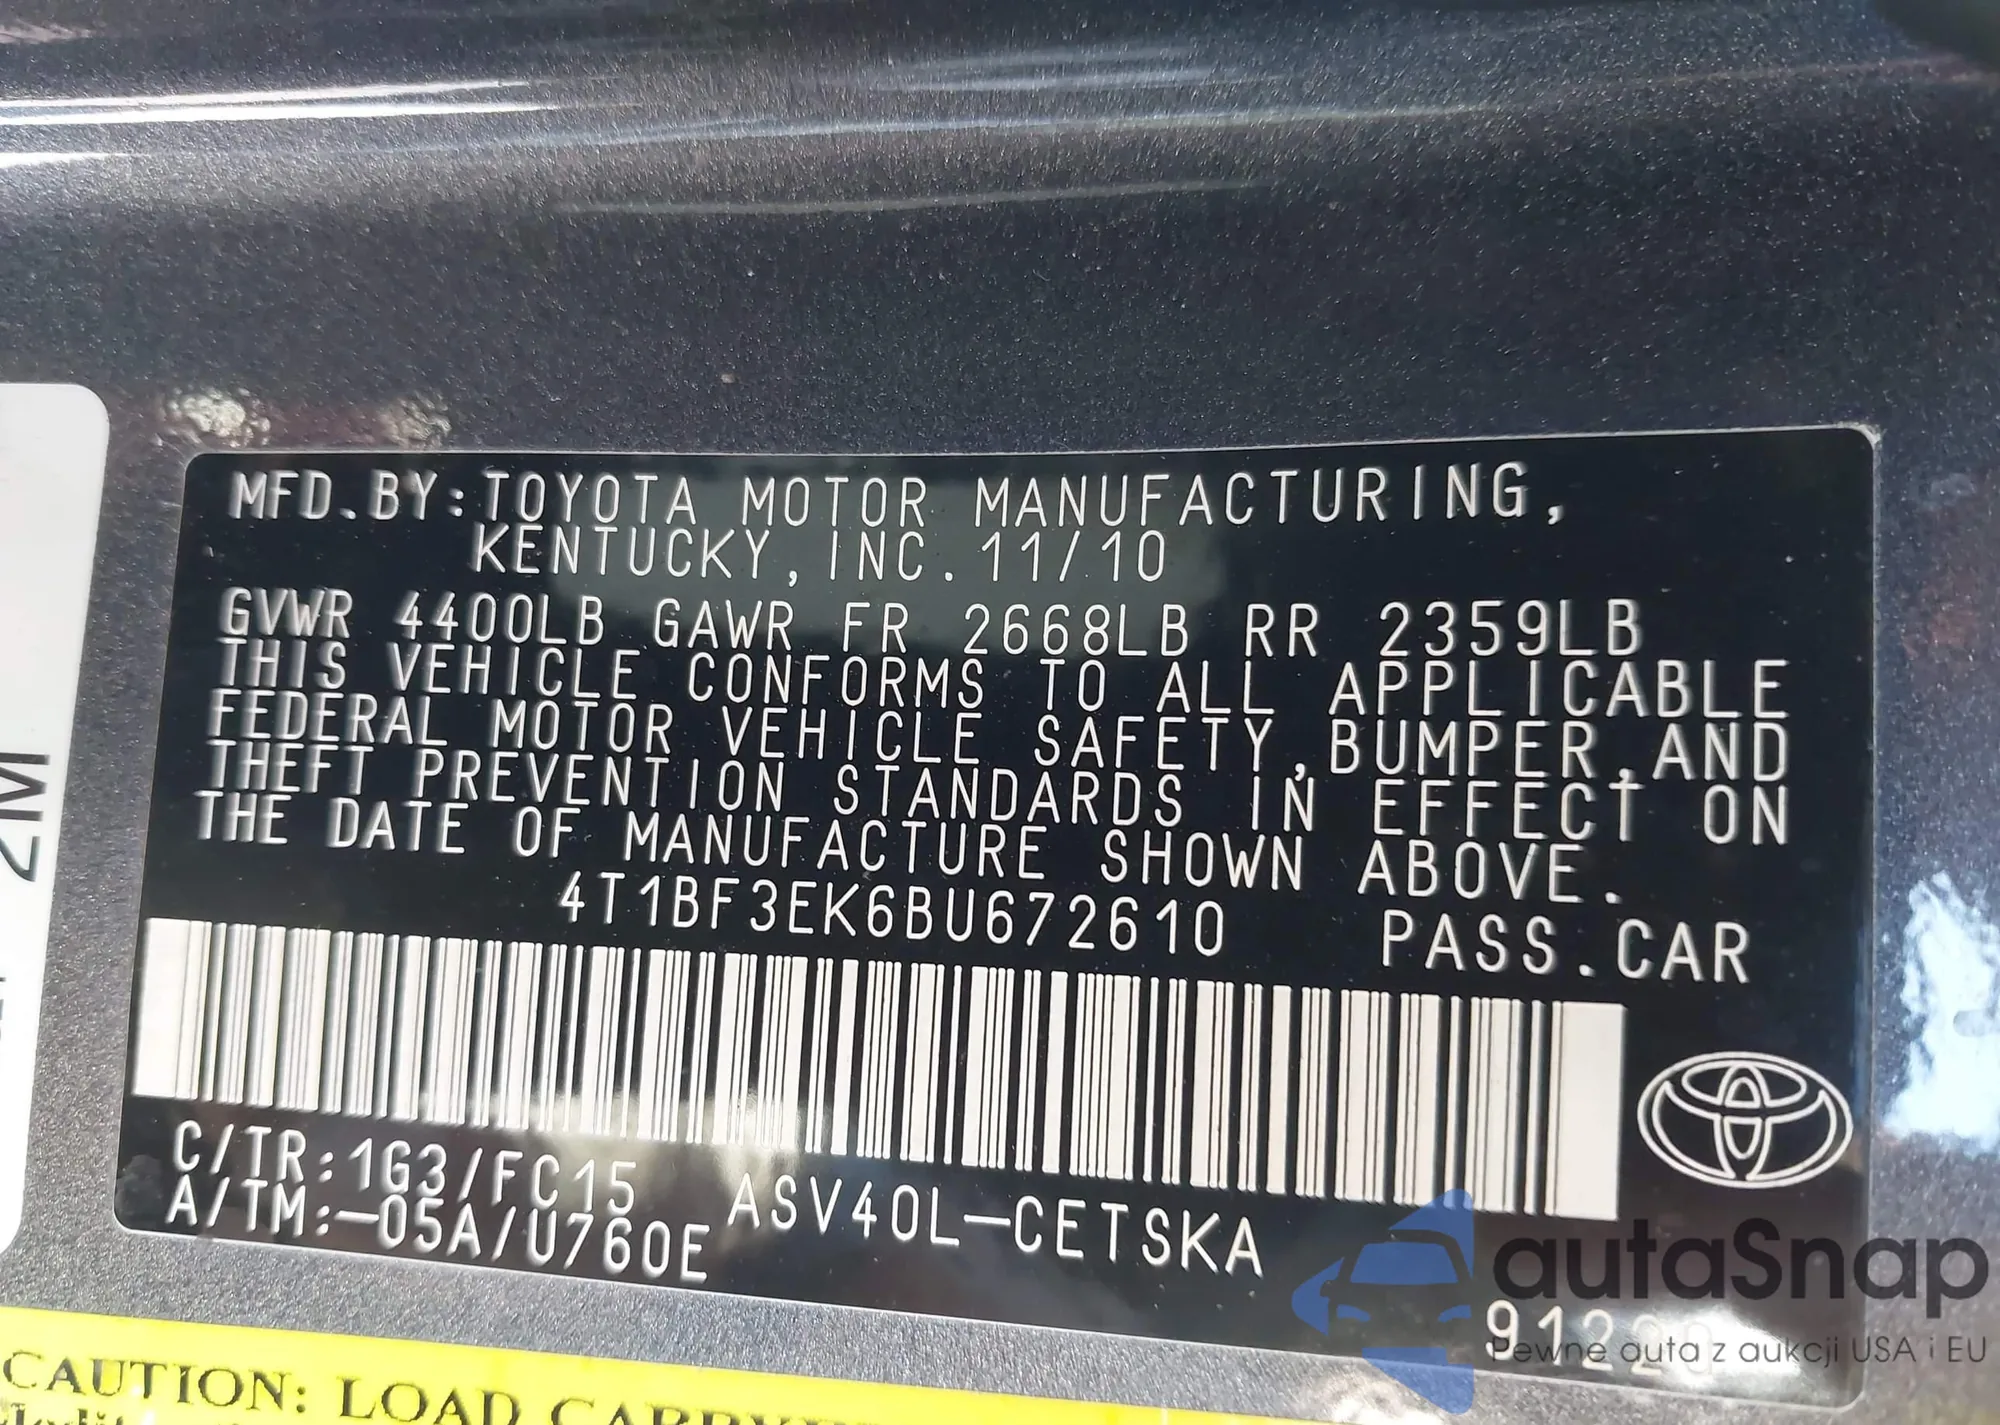 MFD.BY:TOYOTA MOTOR MANUFACTURING,
KENTUCKY, INC. 11/10
GVWR 4400LB GAWR FR 2668LB RR 2359LB
THIS VEHICLE CONFORMS TO ALL APPLICABLE
FEDERAL MOTOR VEHICLE SAFETY,BUMPER,AND
THEFT PREVENTION STANDARDS IN EFFECT ON
THE DATE OF MANUFACTURE SHOWN ABOVE.
4T1BF3EK6BU672610 PASS.CAR
C/TR:1G3/FC15 ASV40L-CETSKA
A/TM:-05A/U760E
2M
autaSnap
Pewne auta z aukcji USA i EU
CAUTION: LOAD